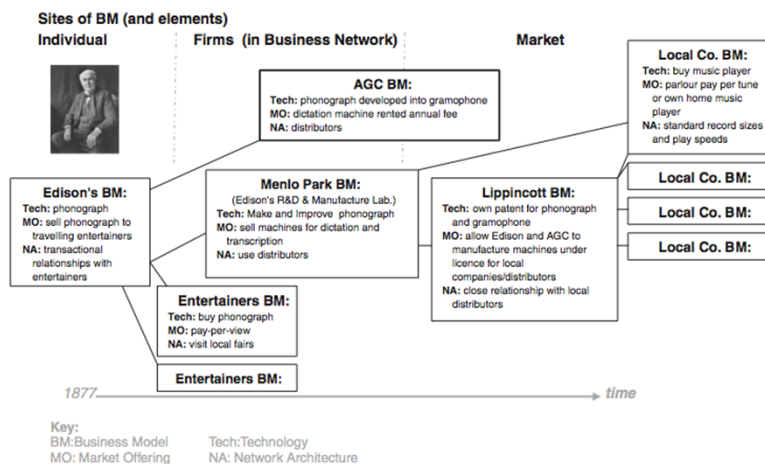 Sites of BM (and elements)
Individual
Firms (in Business Network)
Market
AGC BM:
Tech: phonograph developed into gramophone
MO: dictation machine rented annual fee
NA: distributors
Local Co. BM:
Tech: buy music player
MO: parlour pay per tune
or own home music
player
NA: standard record sizes
and play speeds
Edison's BM:
Tech: phonograph
MO: sell phonograph to
travelling entertainers
NA: transactional
relationships with
entertainers
Menlo Park BM:
(Edison's R&D & Manufacture Lab.)
Tech: Make and Improve phonograph
MO: sell machines for dictation and
transcription
NA: use distributors
Lippincott BM:
Tech: own patent for phonograph
and gramophone
MO: allow Edison and AGC to
manufacture machines under
licence for local
companies/distributors
NA: close relationship with local
distributors
Local Co. BM:
Local Co. BM:
Local Co. BM:
Entertainers BM:
Tech: buy phonograph
MO: pay-per-view
NA: visit local fairs
Entertainers BM:
1877
time
Key:
BM:Business Model
Tech:Technology
MO: Market Offering
NA: Network Architecture